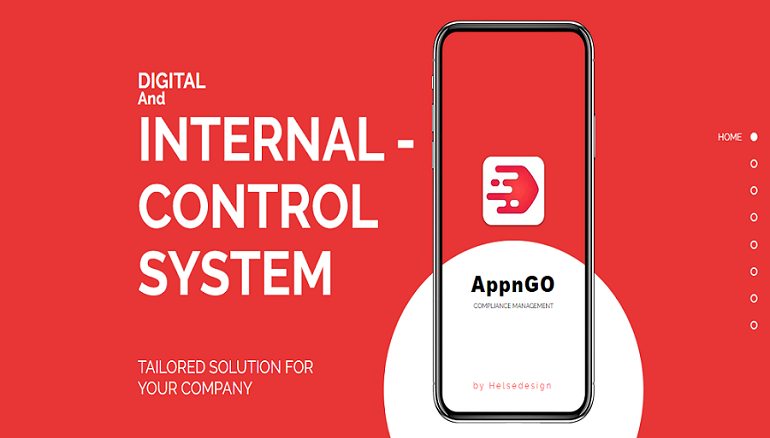 DIGITAL
And
INTERNAL -
CONTROL
SYSTEM
TAILORED SOLUTION FOR
YOUR COMPANY
AppnGO
COMPLIANCE MANAGEMENT
by Helsedesign
HOME